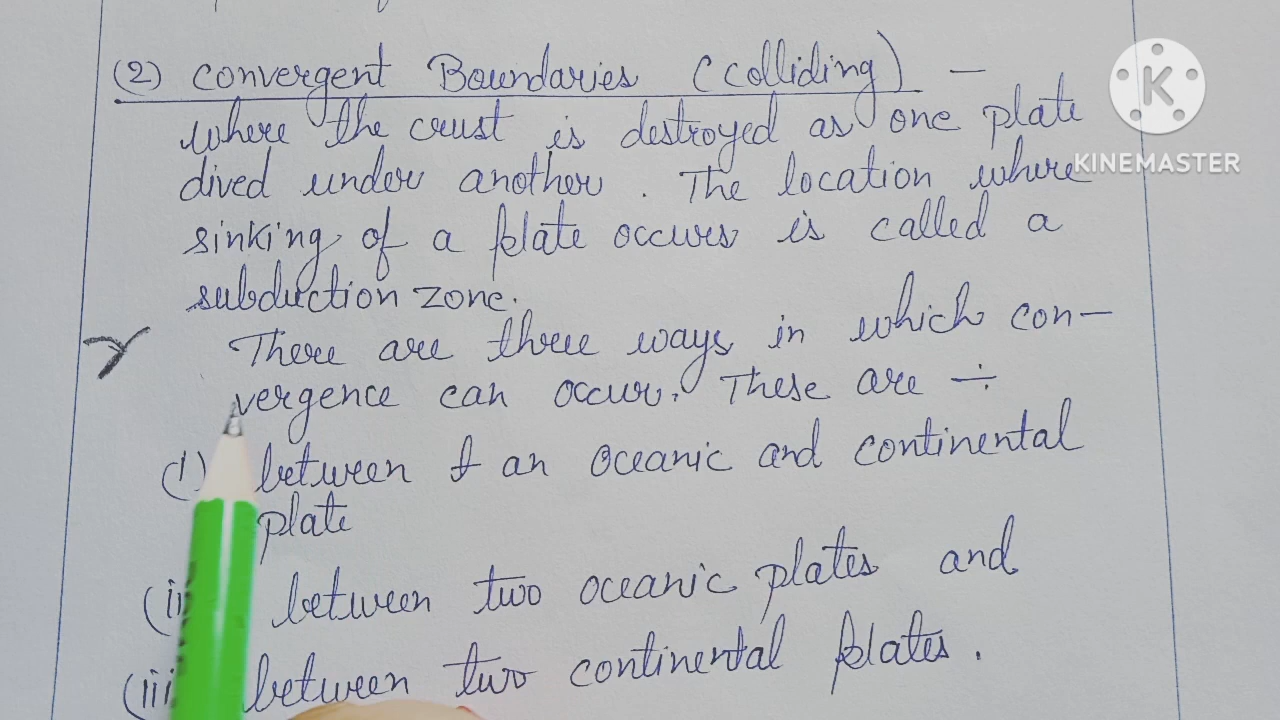 (2) Convergent Boundaries (Colliding) -
where the crust is destroyed as one plate
dived under another. The location where
sinking of a plate occurs is called a
subduction zone.
There are three ways in which con-
vergence can occur. These are ÷
(i) between an Oceanic and continental
plate
(ii between two oceanic plates and
(iii between two continental plates.
K
KINEMASTER